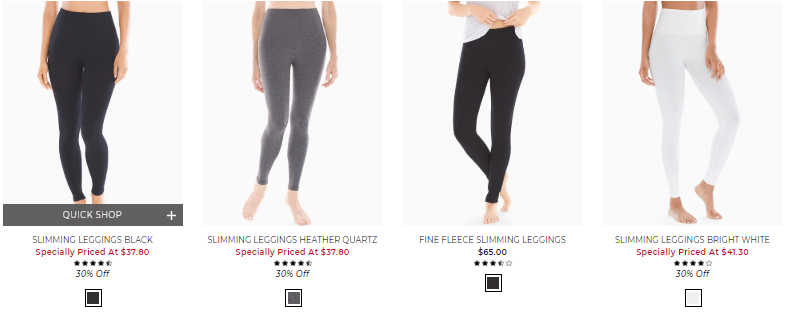 QUICK SHOP +
SLIMMING LEGGINGS BLACK
Specially Priced At $37.80
30% Off
SLIMMING LEGGINGS HEATHER QUARTZ
Specially Priced At $37.80
30% Off
FINE FLEECE SLIMMING LEGGINGS
$65.00
SLIMMING LEGGINGS BRIGHT WHITE
Specially Priced At $41.30
30% Off